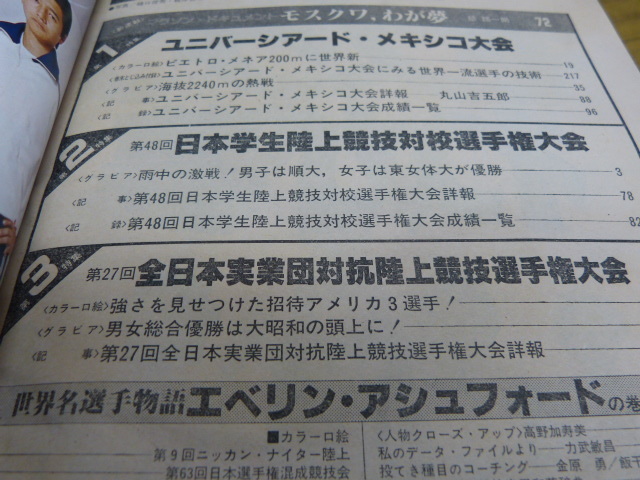 モスクワ、わが夢 72
第1特集
ユニバーシアード・メキシコ大会
〈カラー口絵〉ピエトロ・メネア200mに世界新 19
ユニバーシアード・メキシコ大会にみる世界一流選手の技術 217
〈グラビア〉海抜2240mの熱戦 35
〈記 事〉ユニバーシアード・メキシコ大会詳報 丸山吉五郎 88
〈記 録〉ユニバーシアード・メキシコ大会成績一覧 96
第2特集
第48回日本学生陸上競技対校選手権大会
〈グラビア〉雨中の激戦！男子は順大，女子は東女体大が優勝 3
〈記 事〉第48回日本学生陸上競技対校選手権大会詳報 78
〈記 録〉第48回日本学生陸上競技対校選手権大会成績一覧 82
第3特集
第27回全日本実業団対抗陸上競技選手権大会
〈カラー口絵〉強さを見せつけた招待アメリカ3選手！
〈グラビア〉男女総合優勝は大昭和の頭上に！
〈記 事〉第27回全日本実業団対抗陸上競技選手権大会詳報
世界名選手物語 エベリン・アシュフォードの巻
■カラー口絵
第9回ニッカン・ナイター陸上
第63回日本選手権混成競技会
〈人物クローズ・アップ〉高野加寿美
私のデータ・ファイルより 力武敏昌
投てき種目のコーチング 金原 勇／飯干